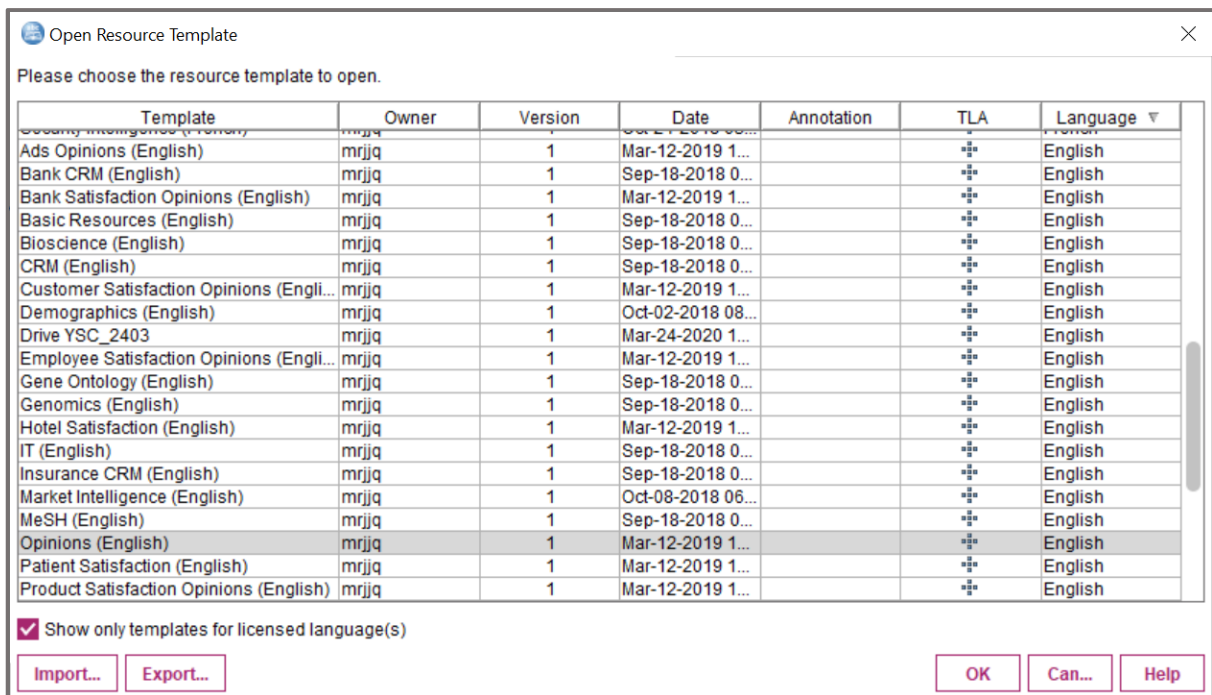 Open Resource Template
Please choose the resource template to open.
Template Owner Version Date Annotation TLA Language
Security Intelligence (French) mrjjq 1 French
Ads Opinions (English) mrjjq 1 Mar-12-2019 1... English
Bank CRM (English) mrjjq 1 Sep-18-2018 0... English
Bank Satisfaction Opinions (English) mrjjq 1 Mar-12-2019 1... English
Basic Resources (English) mrjjq 1 Sep-18-2018 0... English
Bioscience (English) mrjjq 1 Sep-18-2018 0... English
CRM (English) mrjjq 1 Sep-18-2018 0... English
Customer Satisfaction Opinions (Engli... mrjjq 1 Mar-12-2019 1... English
Demographics (English) mrjjq 1 Oct-02-2018 08... English
Drive YSC_2403 mrjjq 1 Mar-24-2020 1... English
Employee Satisfaction Opinions (Engli... mrjjq 1 Mar-12-2019 1... English
Gene Ontology (English) mrjjq 1 Sep-18-2018 0... English
Genomics (English) mrjjq 1 Sep-18-2018 0... English
Hotel Satisfaction (English) mrjjq 1 Mar-12-2019 1... English
IT (English) mrjjq 1 Sep-18-2018 0... English
Insurance CRM (English) mrjjq 1 Sep-18-2018 0... English
Market Intelligence (English) mrjjq 1 Oct-08-2018 06... English
MeSH (English) mrjjq 1 Sep-18-2018 0... English
Opinions (English) mrjjq 1 Mar-12-2019 1... English
Patient Satisfaction (English) mrjjq 1 Mar-12-2019 1... English
Product Satisfaction Opinions (English) mrjjq 1 Mar-12-2019 1... English
Show only templates for licensed language(s)
Import... Export... OK Can... Help